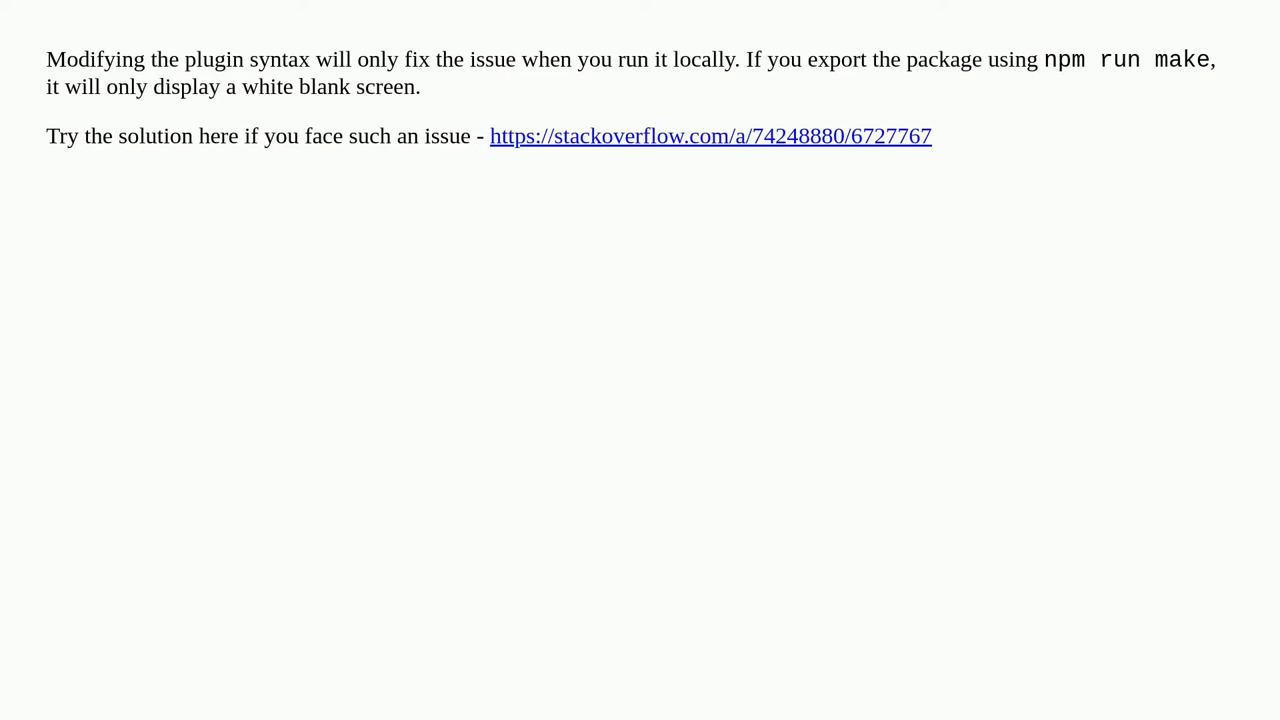 Modifying the plugin syntax will only fix the issue when you run it locally. If you export the package using npm run make,
it will only display a white blank screen.
Try the solution here if you face such an issue - https://stackoverflow.com/a/74248880/6727767